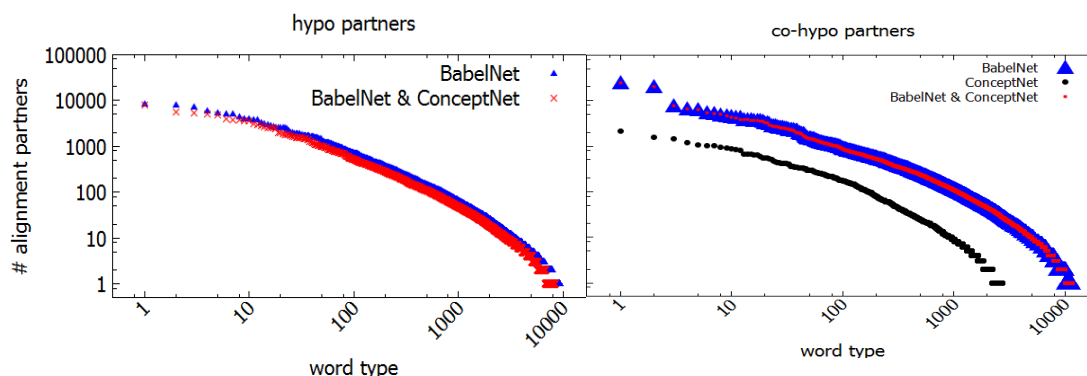 hypo partners
100000
10000
1000
100
10
1
# alignment partners
BabelNet
BabelNet & ConceptNet
1
10
100
1000
10000
word type
co-hypo partners
BabelNet
ConceptNet
BabelNet & ConceptNet
1
10
100
1000
10000
word type